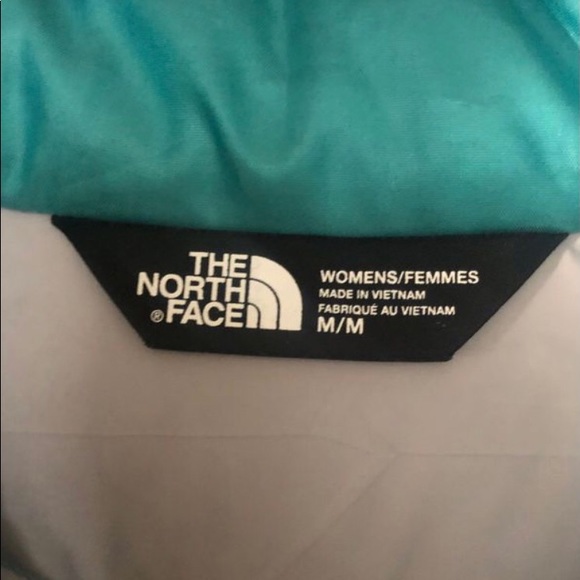 THE
NORTH
®FACE
WOMENS/FEMMES
MADE IN VIETNAM
FABRIQUÉ AU VIETNAM
M/M